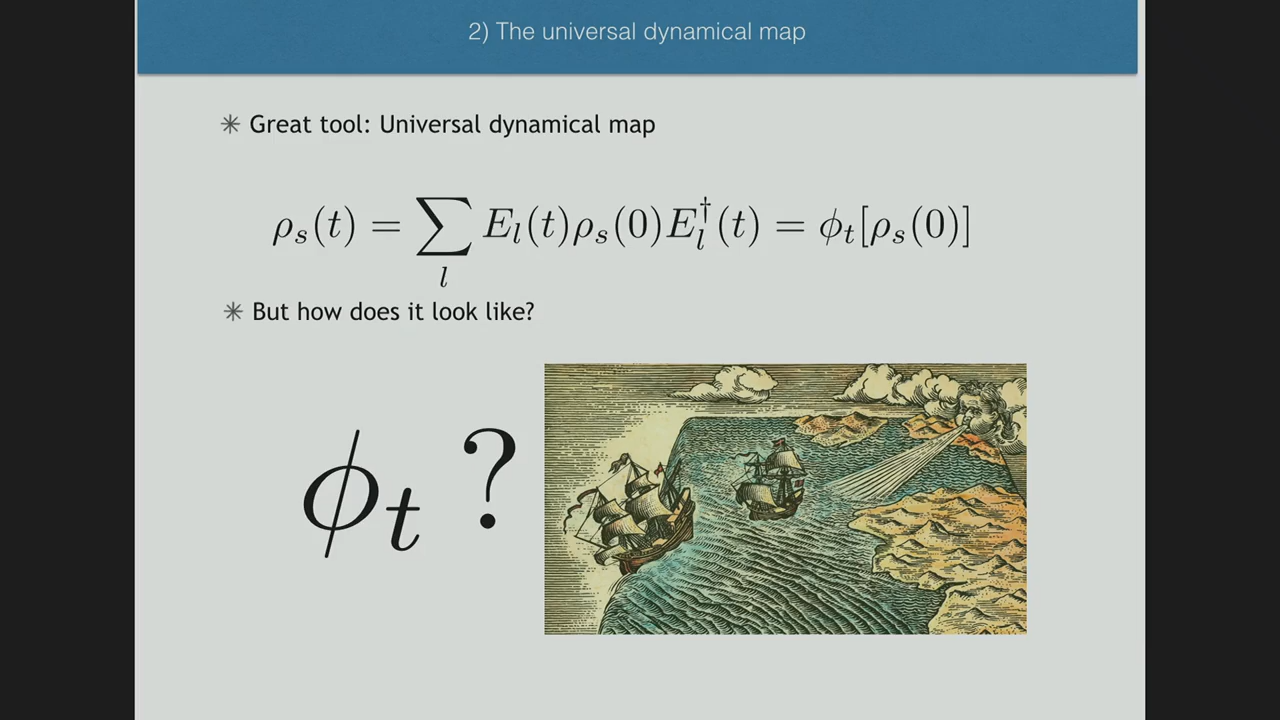 2) The universal dynamical map
✳ Great tool: Universal dynamical map
ρ_s(t) = ∑_l E_l(t)ρ_s(0)E_l^†(t) = ϕ_t[ρ_s(0)]
✳ But how does it look like?
ϕ_t ?